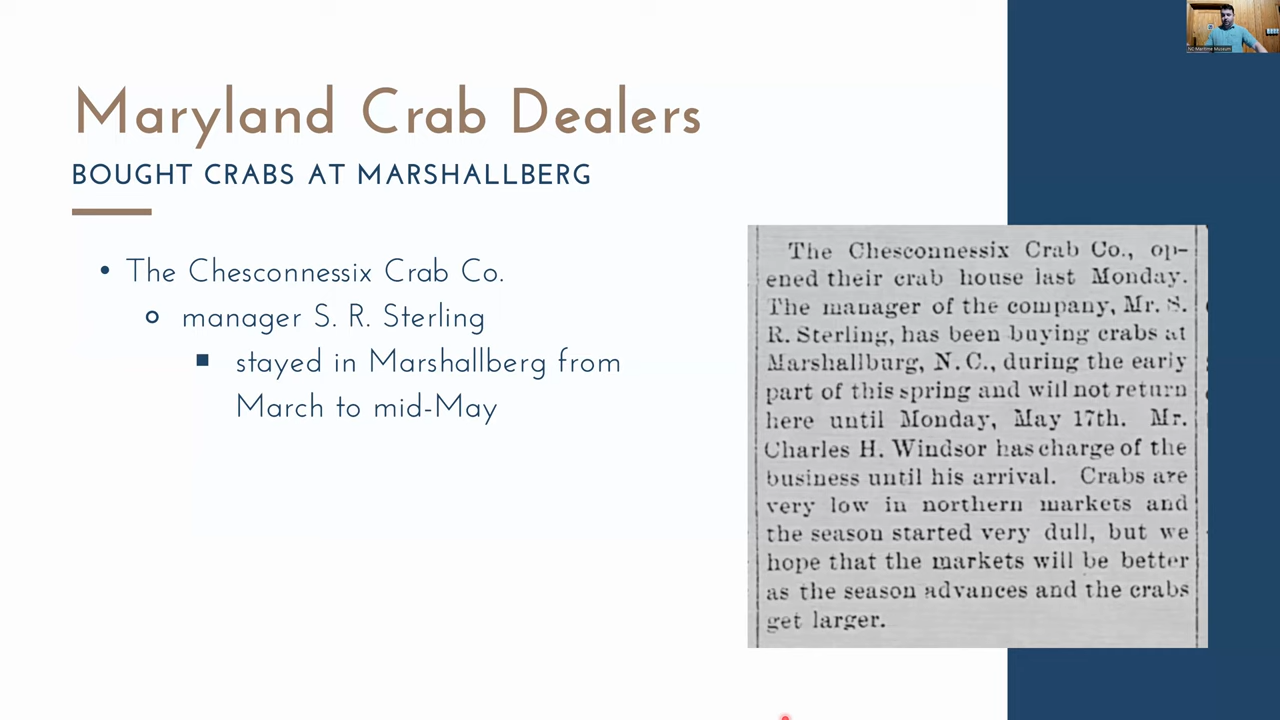 Maryland Crab Dealers
BOUGHT CRABS AT MARSHALLBERG
• The Chesconnessix Crab Co.
manager S. R. Sterling
stayed in Marshallberg from
March to mid-May
The Chesconnessix Crab Co., op-
ened their crab house last Monday.
The manager of the company, Mr. S.
R. Sterling, has been buying crabs at
Marshallburg, N. C., during the early
part of this spring and will not return
here until Monday, May 17th. Mr.
Charles H. Windsor has charge of the
business until his arrival. Crabs are
very low in northern markets and
the season started very dull, but we
hope that the markets will be better
as the season advances and the crabs
get larger.
NC Maritime Museum